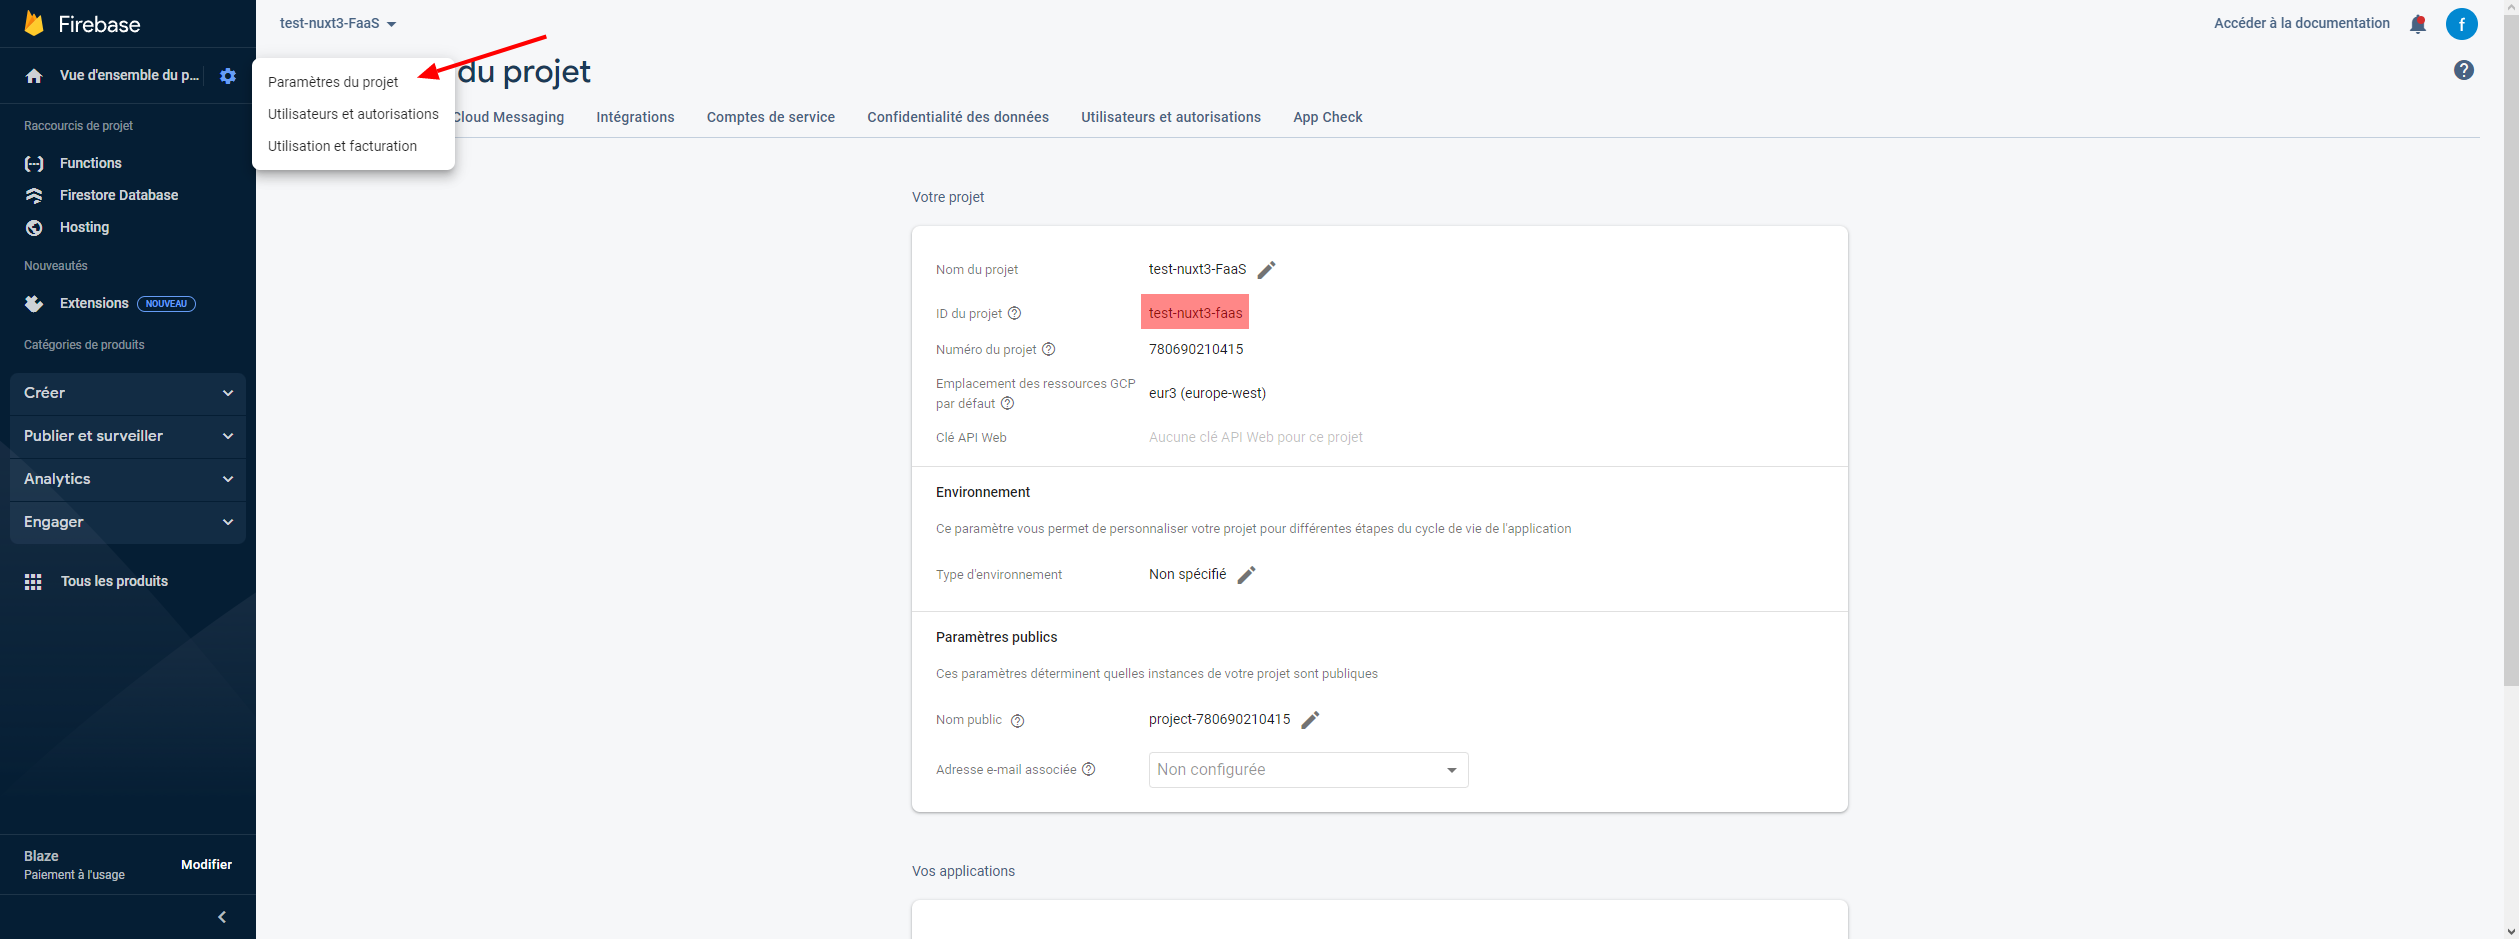 Firebase
test-nuxt3-FaaS
Accéder à la documentation
f
Vue d'ensemble du p...
Paramètres du projet
Utilisateurs et autorisations
Utilisation et facturation
du projet
?
Cloud Messaging
Intégrations
Comptes de service
Confidentialité des données
Utilisateurs et autorisations
App Check
Raccourcis de projet
Functions
Firestore Database
Hosting
Nouveautés
Extensions NOUVEAU
Catégories de produits
Créer
Publier et surveiller
Analytics
Engager
Tous les produits
Blaze
Paiement à l'usage
Modifier
Votre projet
Nom du projet test-nuxt3-FaaS
ID du projet test-nuxt3-faas
Numéro du projet 780690210415
Emplacement des ressources GCP
par défaut
eur3 (europe-west)
Clé API Web Aucune clé API Web pour ce projet
Environnement
Ce paramètre vous permet de personnaliser votre projet pour différentes étapes du cycle de vie de l'application
Type d'environnement Non spécifié
Paramètres publics
Ces paramètres déterminent quelles instances de votre projet sont publiques
Nom public project-780690210415
Adresse e-mail associée Non configurée
Vos applications